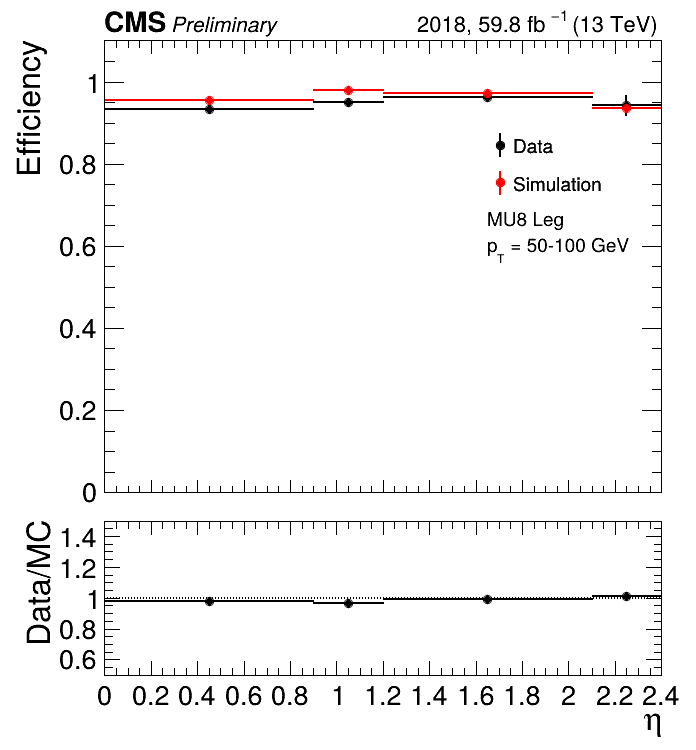 CMS Preliminary 2018, 59.8 fb⁻¹ (13 TeV)
Efficiency
1
0.8
0.6
0.4
0.2
0
Data
Simulation
MU8 Leg
p_T = 50-100 GeV
Data/MC
1.4
1.2
1
0.8
0.6
0 0.2 0.4 0.6 0.8 1 1.2 1.4 1.6 1.8 2 2.2 2.4
η